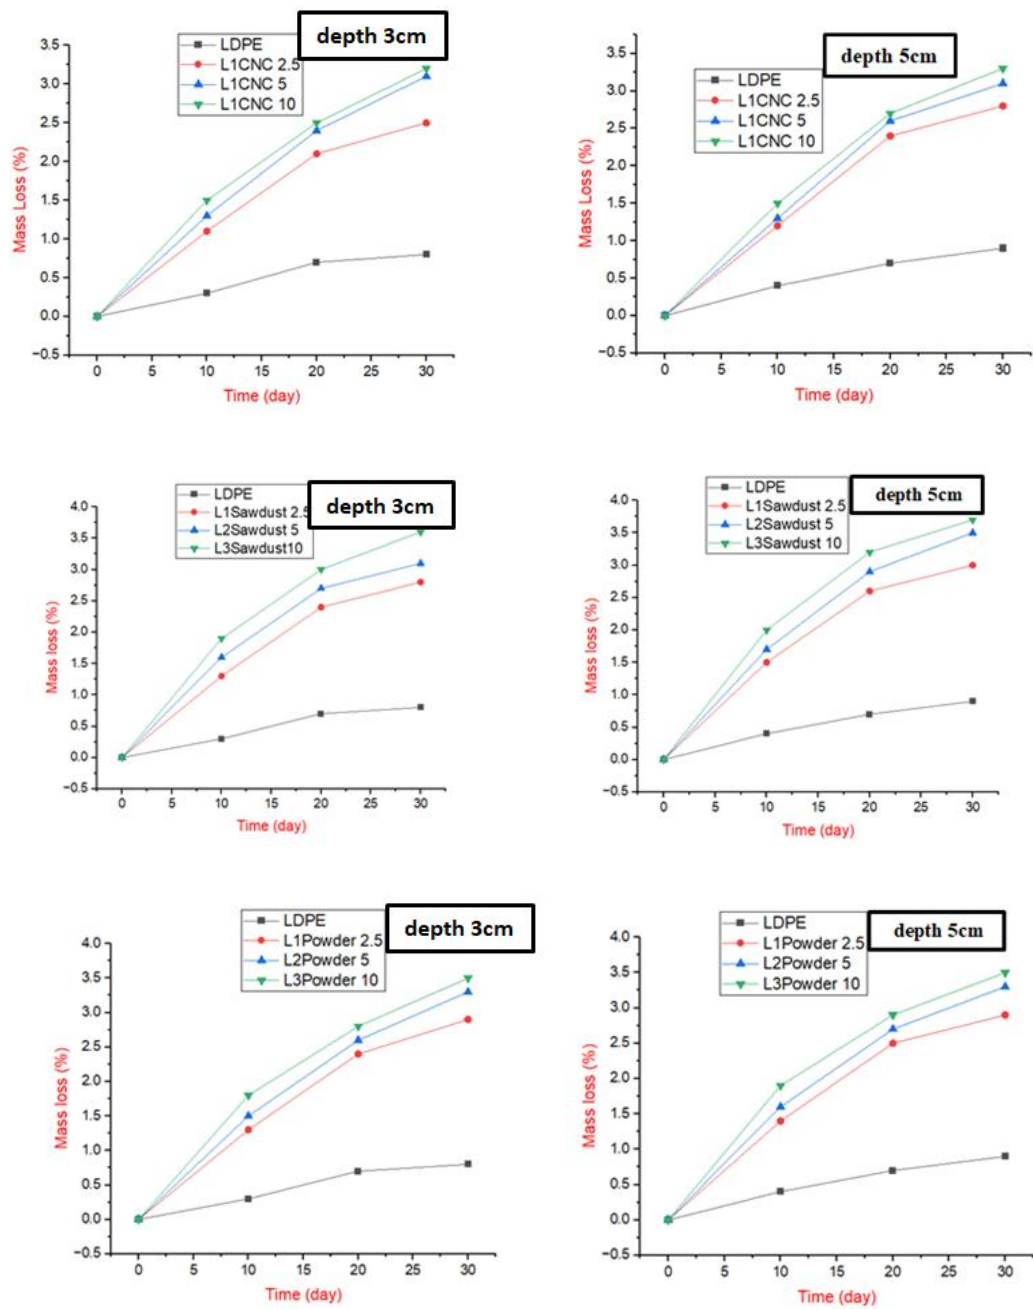 depth 3cm
LDPE
L1CNC 2.5
L1CNC 5
L1CNC 10
3.5
3.0
2.5
2.0
1.5
1.0
0.5
0.0
−0.5
Mass Loss (%)
0 5 10 15 20 25 30
Time (day)
depth 5cm
LDPE
L1CNC 2.5
L1CNC 5
L1CNC 10
3.5
3.0
2.5
2.0
1.5
1.0
0.5
0.0
−0.5
Mass Loss (%)
0 5 10 15 20 25 30
Time (day)
depth 3cm
LDPE
L1Sawdust 2.5
L2Sawdust 5
L3Sawdust10
4.0
3.5
3.0
2.5
2.0
1.5
1.0
0.5
0.0
−0.5
Mass loss (%)
0 5 10 15 20 25 30
Time (day)
depth 5cm
LDPE
L1Sawdust 2.5
L2Sawdust 5
L3Sawdust 10
4.0
3.5
3.0
2.5
2.0
1.5
1.0
0.5
0.0
−0.5
Mass loss (%)
0 5 10 15 20 25 30
Time (day)
depth 3cm
LDPE
L1Powder 2.5
L2Powder 5
L3Powder 10
4.0
3.5
3.0
2.5
2.0
1.5
1.0
0.5
0.0
−0.5
Mass loss (%)
0 5 10 15 20 25 30
Time (day)
depth 5cm
LDPE
L1Powder 2.5
L2Powder 5
L3Powder 10
4.0
3.5
3.0
2.5
2.0
1.5
1.0
0.5
0.0
−0.5
Mass loss (%)
0 5 10 15 20 25 30
Time (day)